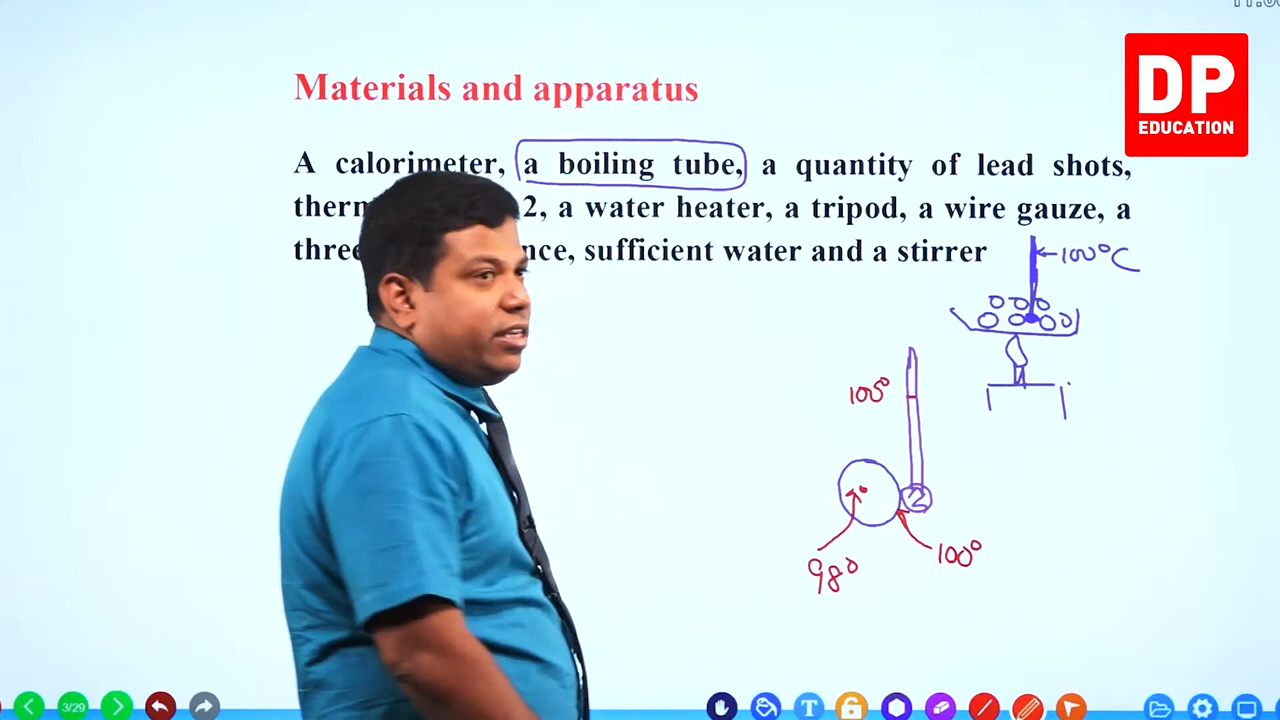 DP
EDUCATION
Materials and apparatus
A calorimeter, a boiling tube, a quantity of lead shots,
2, a water heater, a tripod, a wire gauze, a
three nce, sufficient water and a stirrer
100°C
100°
2
98°
100°
3/29
T